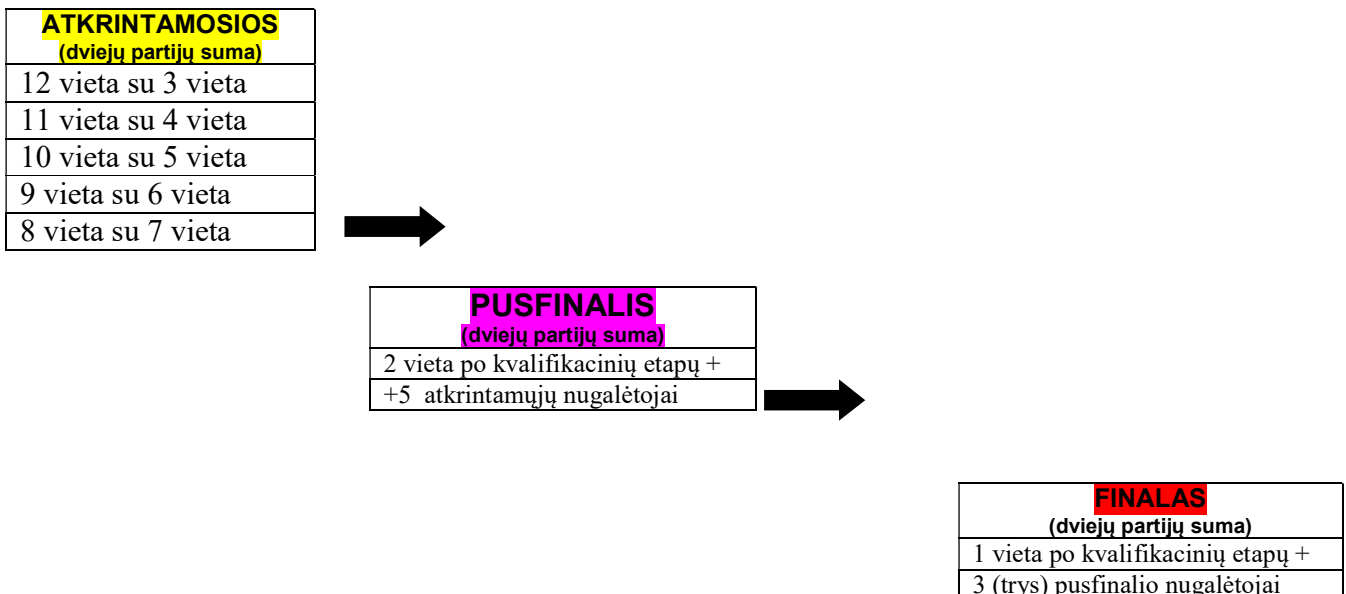 ATKRINTAMOSIOS
(dviejų partijų suma)
12 vieta su 3 vieta
11 vieta su 4 vieta
10 vieta su 5 vieta
9 vieta su 6 vieta
8 vieta su 7 vieta
PUSFINALIS
(dviejų partijų suma)
2 vieta po kvalifikacinių etapų +
+5 atkrintamųjų nugalėtojai
FINALAS
(dviejų partijų suma)
1 vieta po kvalifikacinių etapų +
3 (trys) pusfinalio nugalėtojai